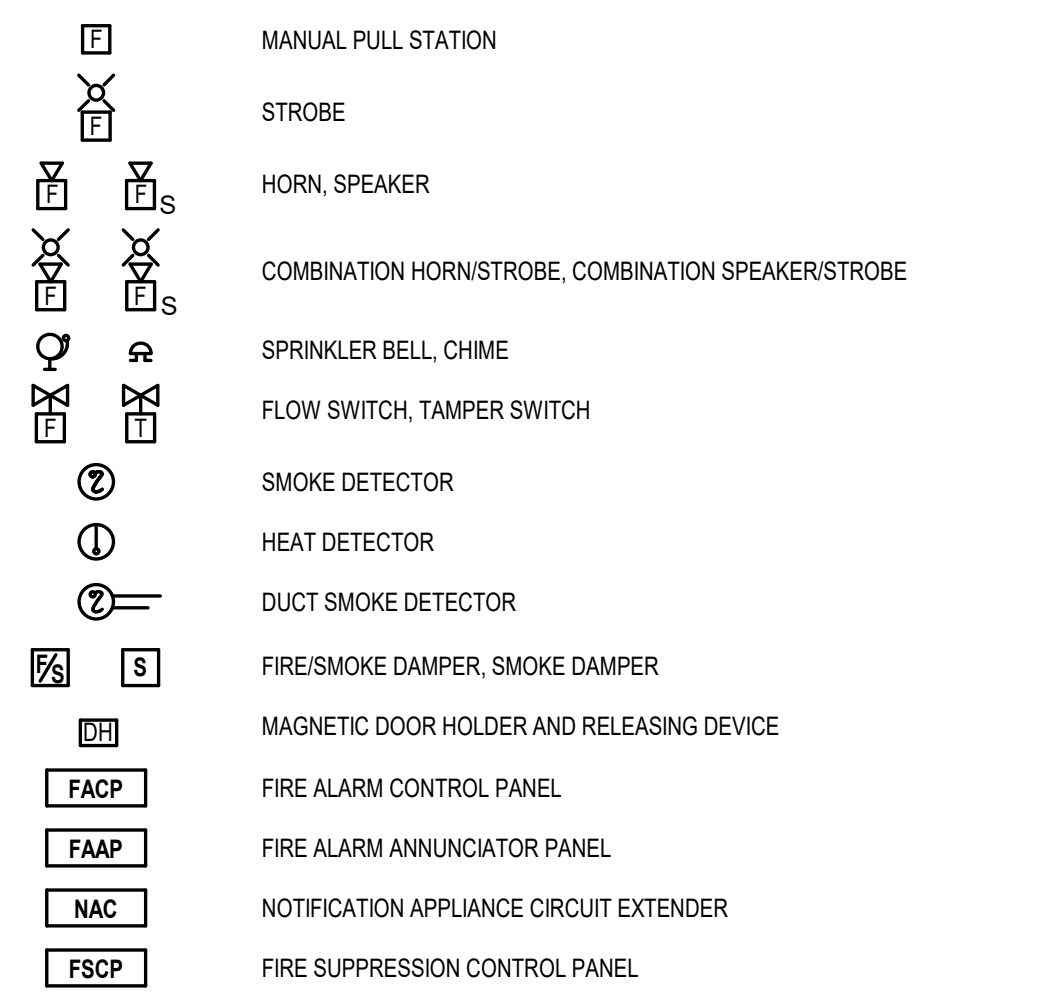 F MANUAL PULL STATION
F STROBE
F F S HORN, SPEAKER
F F S COMBINATION HORN/STROBE, COMBINATION SPEAKER/STROBE
SPRINKLER BELL, CHIME
F T FLOW SWITCH, TAMPER SWITCH
SMOKE DETECTOR
HEAT DETECTOR
DUCT SMOKE DETECTOR
F/S S FIRE/SMOKE DAMPER, SMOKE DAMPER
DH MAGNETIC DOOR HOLDER AND RELEASING DEVICE
FACP FIRE ALARM CONTROL PANEL
FAAP FIRE ALARM ANNUNCIATOR PANEL
NAC NOTIFICATION APPLIANCE CIRCUIT EXTENDER
FSCP FIRE SUPPRESSION CONTROL PANEL